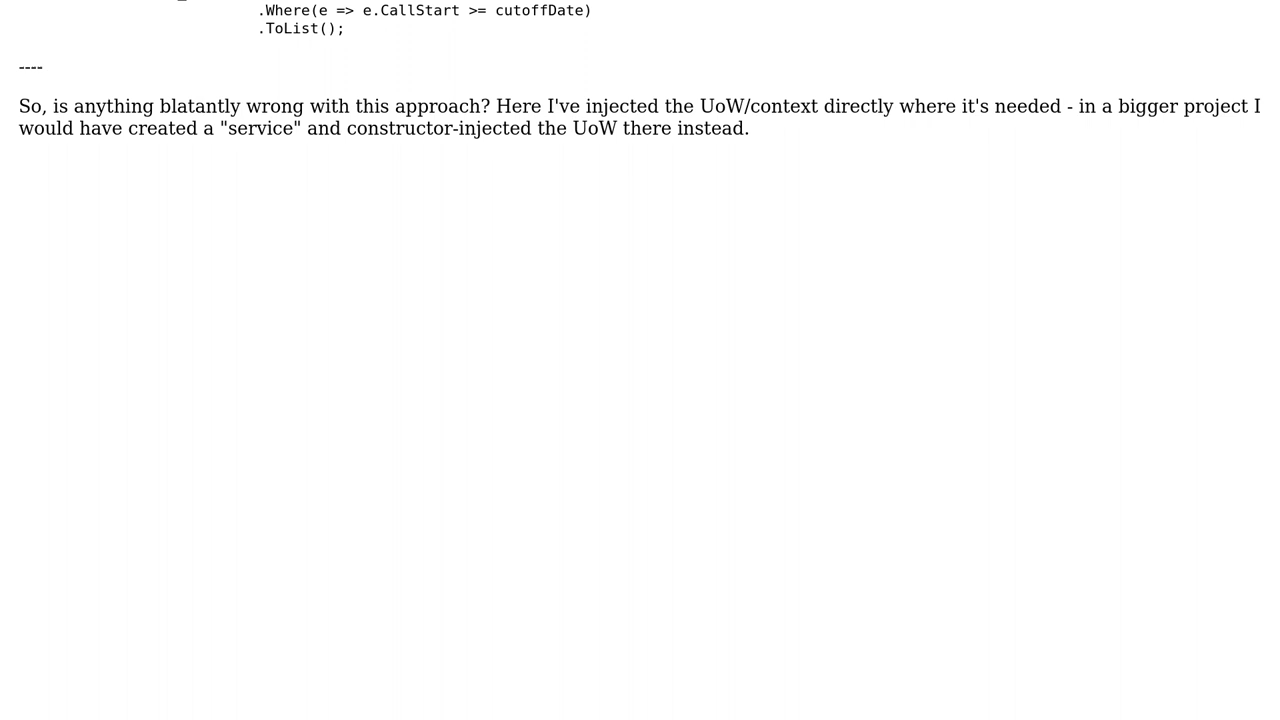 .Where(e => e.CallStart >= cutoffDate)
.ToList();
----
So, is anything blatantly wrong with this approach? Here I've injected the UoW/context directly where it's needed - in a bigger project I
would have created a "service" and constructor-injected the UoW there instead.